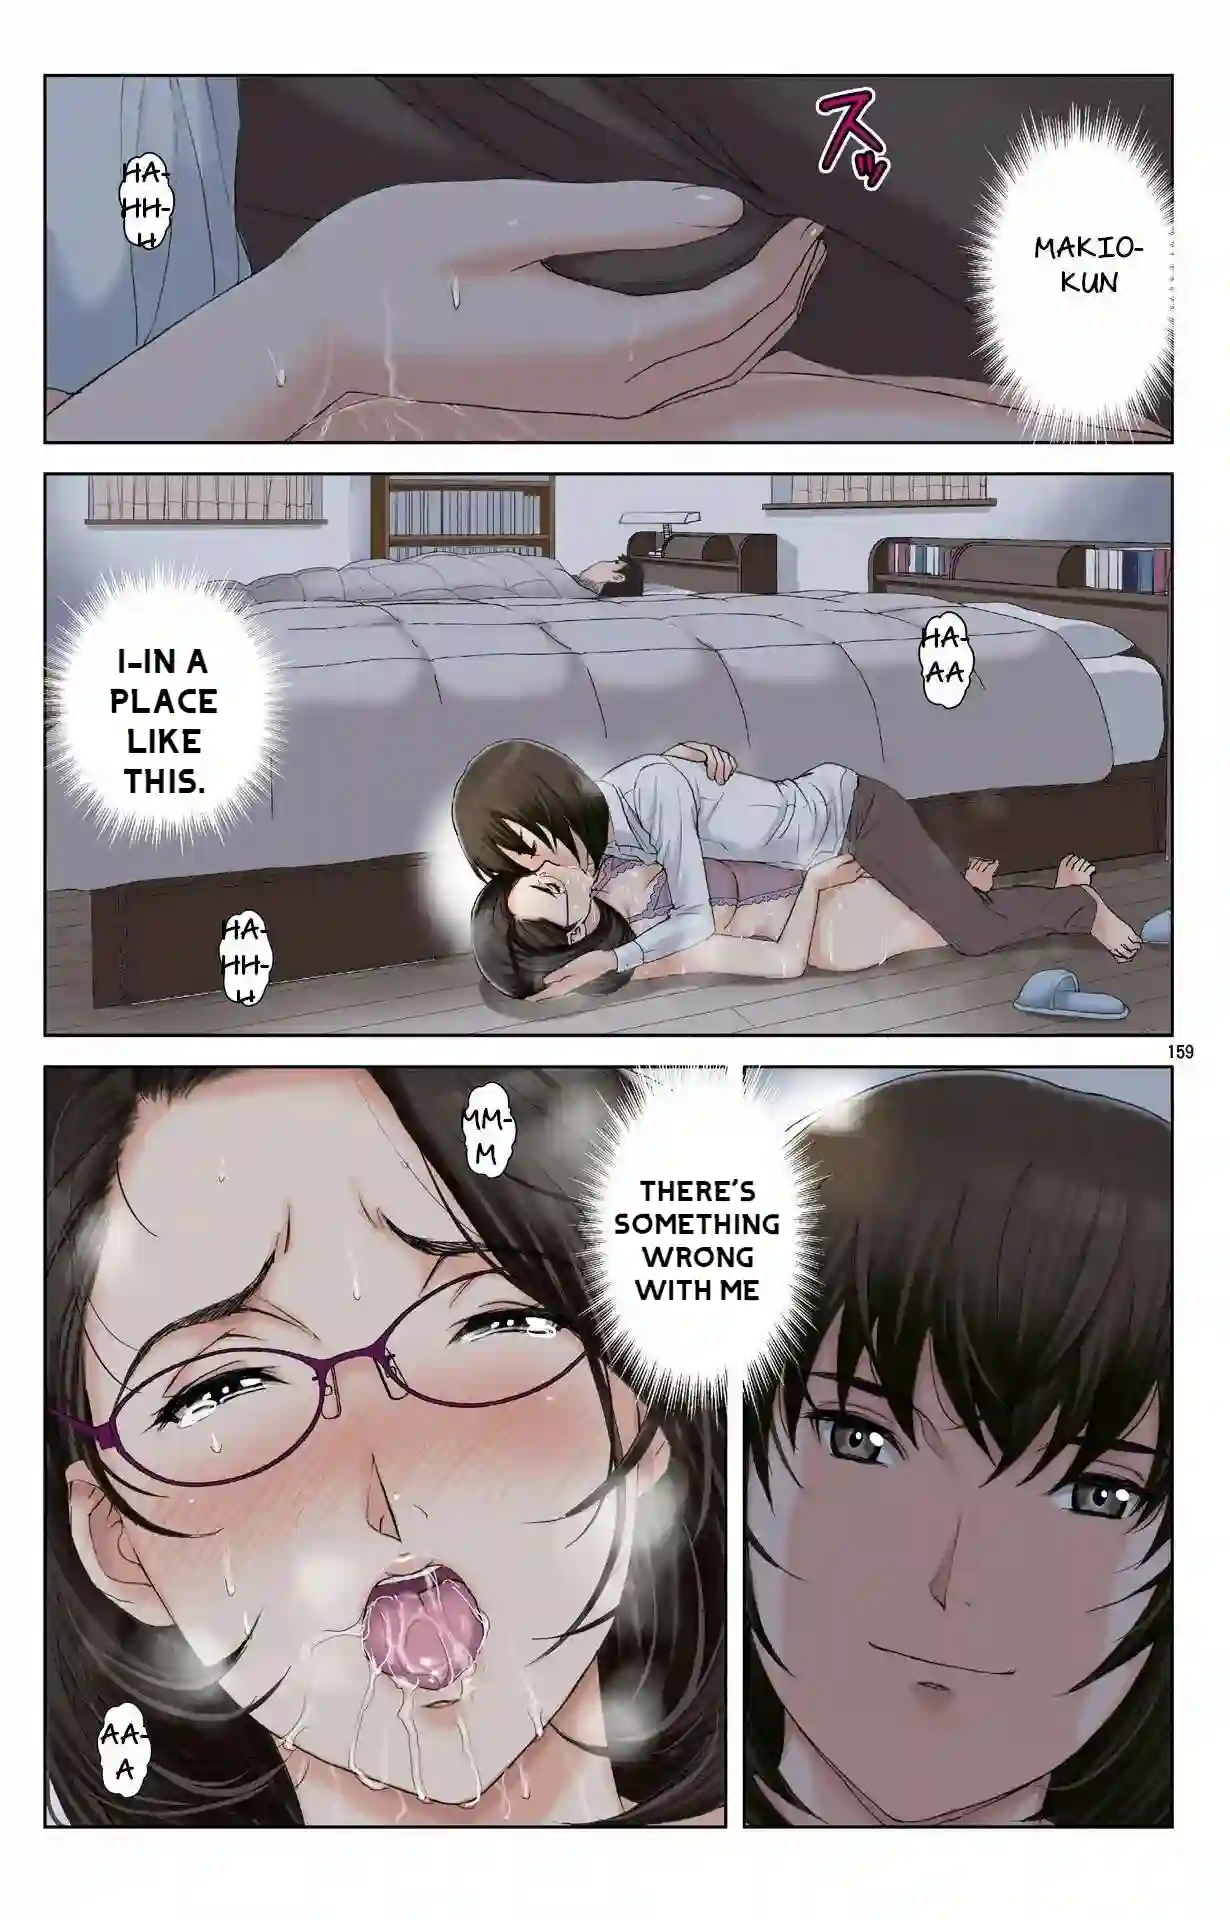 スッ
MAKIO-
KUN
HA-
HH-
H
I-IN A
PLACE
LIKE
THIS.
HA-
AA
HA-
HH-
H
159
MM-
M
THERE'S
SOMETHING
WRONG
WITH ME
AA-
A